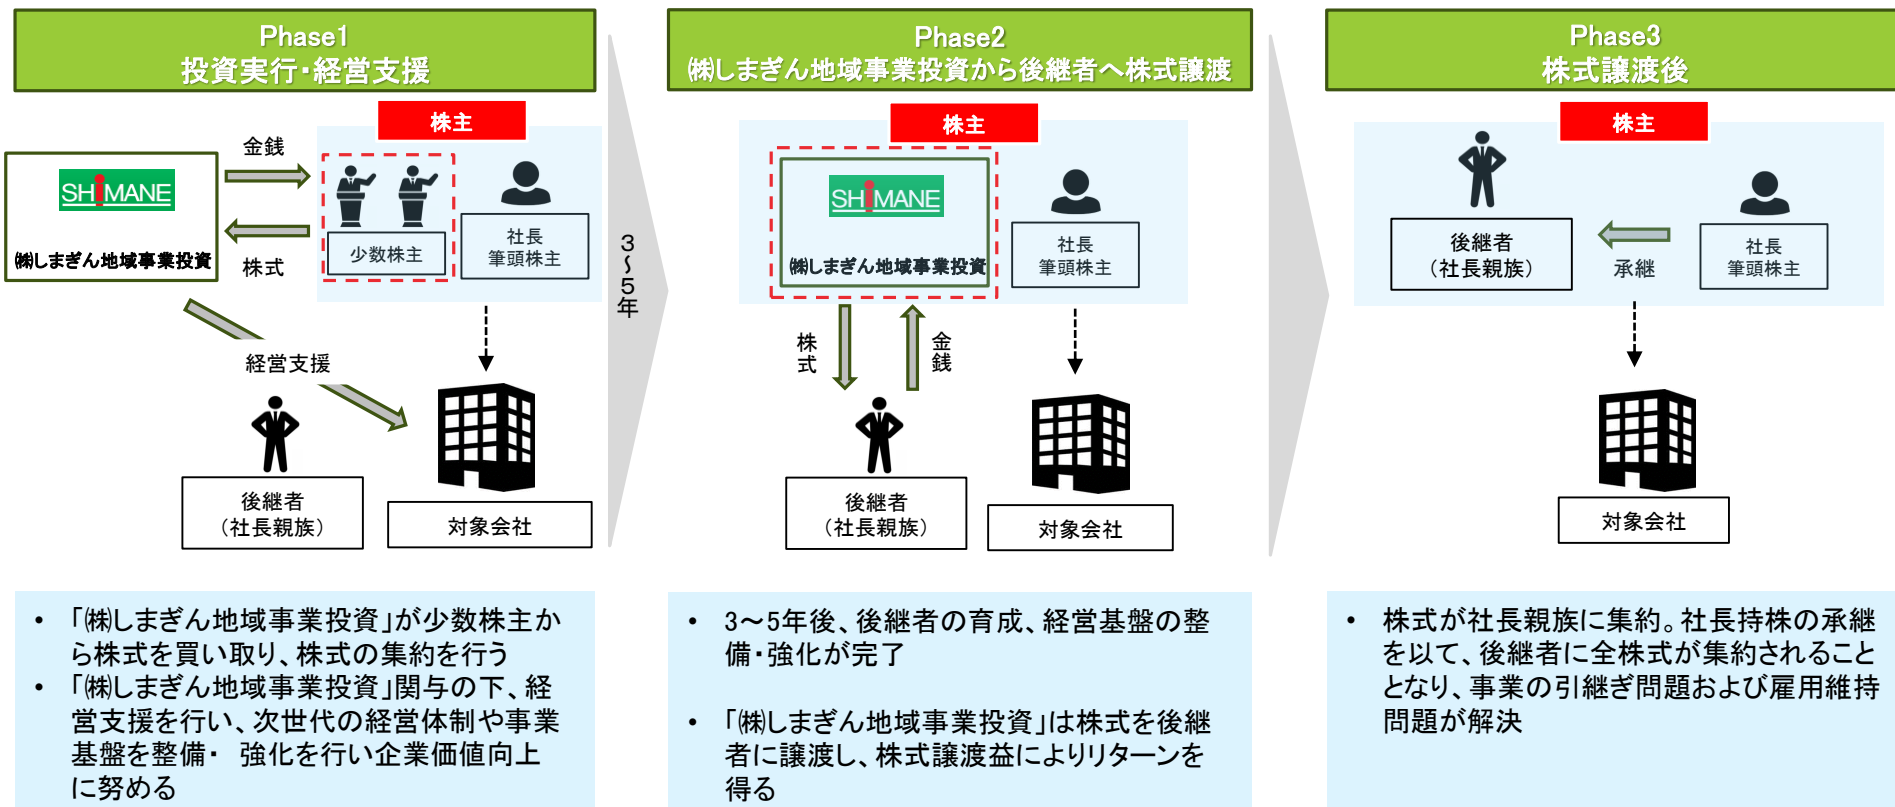 Phase1
投資実行・経営支援
株主
金銭
SHiMANE
㈱しまぎん地域事業投資
株式
少数株主
社長
筆頭株主
経営支援
後継者
（社長親族）
対象会社
・「㈱しまぎん地域事業投資」が少数株主か
ら株式を買い取り、株式の集約を行う
・「㈱しまぎん地域事業投資」関与の下、経
営支援を行い、次世代の経営体制や事業
基盤を整備・ 強化を行い企業価値向上
に努める
3～5年
Phase2
㈱しまぎん地域事業投資から後継者へ株式譲渡
株主
SHiMANE
㈱しまぎん地域事業投資
社長
筆頭株主
株式
金銭
後継者
（社長親族）
対象会社
・3～5年後、後継者の育成、経営基盤の整
備・強化が完了
・「㈱しまぎん地域事業投資」は株式を後継
者に譲渡し、株式譲渡益によりリターンを
得る
Phase3
株式譲渡後
株主
後継者
（社長親族）
承継
社長
筆頭株主
対象会社
・株式が社長親族に集約。社長持株の承継
を以て、後継者に全株式が集約されること
となり、事業の引継ぎ問題および雇用維持
問題が解決